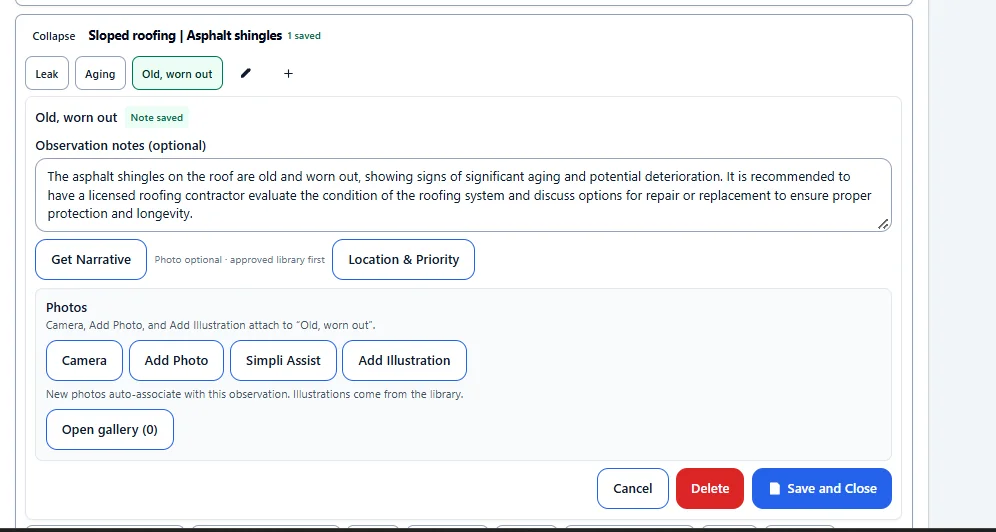 Collapse Sloped roofing | Asphalt shingles 1 saved
Leak Aging Old, worn out +
Old, worn out Note saved
Observation notes (optional)
The asphalt shingles on the roof are old and worn out, showing signs of significant aging and potential deterioration. It is recommended to
have a licensed roofing contractor evaluate the condition of the roofing system and discuss options for repair or replacement to ensure proper
protection and longevity.
Get Narrative Photo optional · approved library first Location & Priority
Photos
Camera, Add Photo, and Add Illustration attach to “Old, worn out”.
Camera Add Photo Simpli Assist Add Illustration
New photos auto-associate with this observation. Illustrations come from the library.
Open gallery (0)
Cancel Delete Save and Close